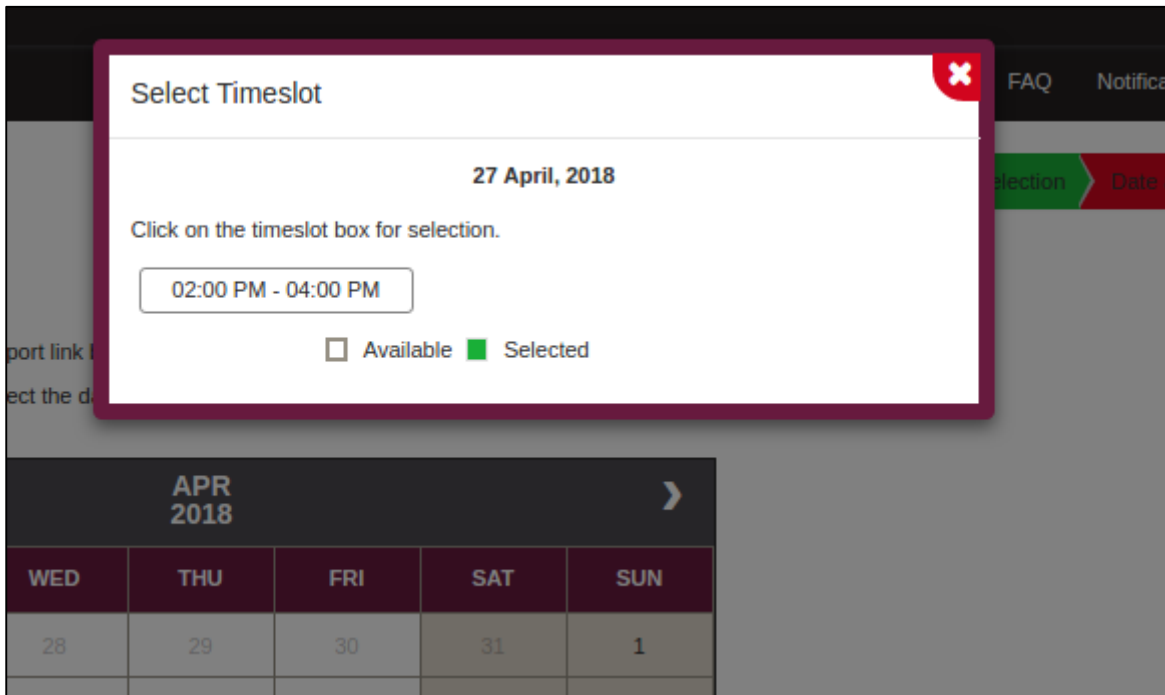 Select Timeslot
FAQ Notifica
27 April, 2018
election Date
Click on the timeslot box for selection.
02:00 PM - 04:00 PM
Available Selected
port link
ect the d
APR
2018
WED THU FRI SAT SUN
28 29 30 31 1